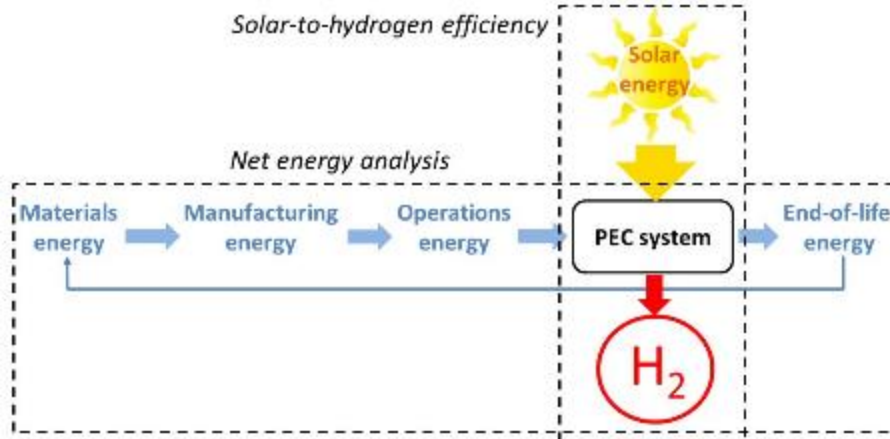 Solar-to-hydrogen efficiency
Solar
energy
Net energy analysis
Materials
energy
Manufacturing
energy
Operations
energy
PEC system
End-of-life
energy
H₂